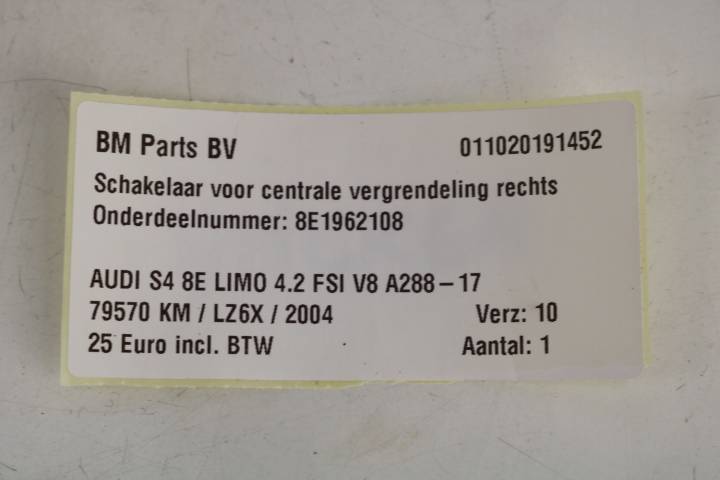 BM Parts BV 011020191452
Schakelaar voor centrale vergrendeling rechts
Onderdeelnummer: 8E1962108
AUDI S4 8E LIMO 4.2 FSI V8 A288-17
79570 KM / LZ6X / 2004 Verz: 10
25 Euro incl. BTW Aantal: 1